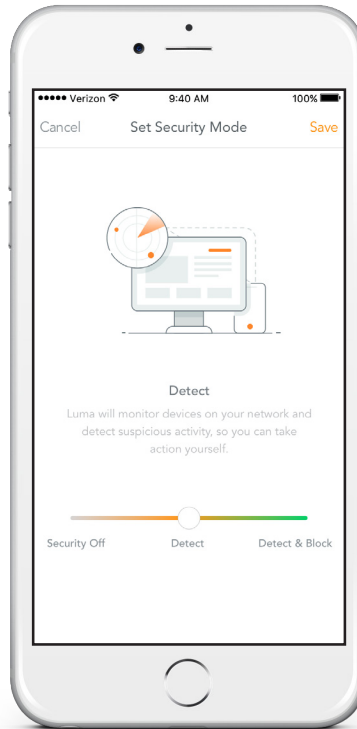 Verizon 9:40 AM 100%
Cancel Set Security Mode Save
Detect
Luma will monitor devices on your network and
detect suspicious activity, so you can take
action yourself.
Security Off Detect Detect & Block